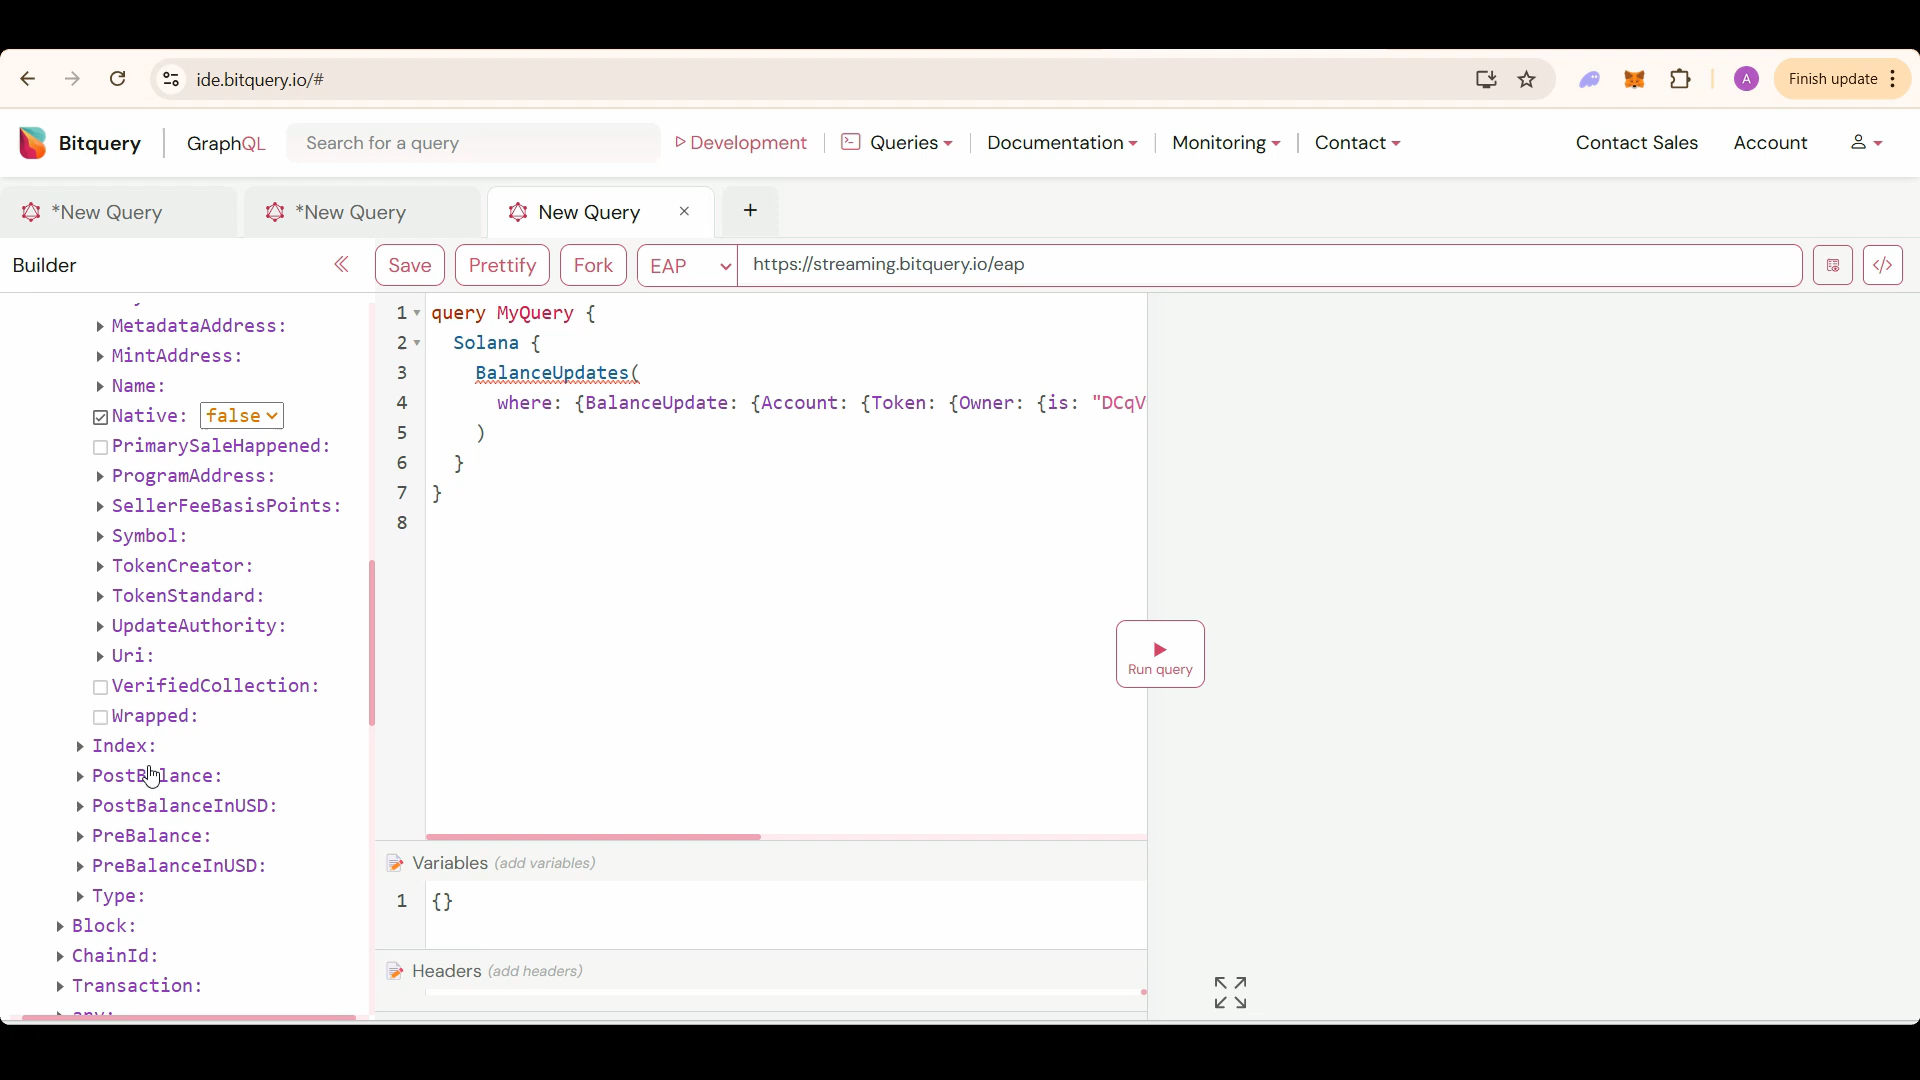 ide.bitquery.io/#
A
Finish update
Bitquery
GraphQL
Search for a query
Development
Queries
Documentation
Monitoring
Contact
Contact Sales
Account
*New Query
*New Query
New Query
×
+
Builder
Save
Prettify
Fork
EAP
https://streaming.bitquery.io/eap
MetadataAddress:
MintAddress:
Name:
Native: false
PrimarySaleHappened:
ProgramAddress:
SellerFeeBasisPoints:
Symbol:
TokenCreator:
TokenStandard:
UpdateAuthority:
Uri:
VerifiedCollection:
Wrapped:
Index:
PostBalance:
PostBalanceInUSD:
PreBalance:
PreBalanceInUSD:
Type:
Block:
ChainId:
Transaction:
1 query MyQuery {
2 Solana {
3 BalanceUpdates(
4 where: {BalanceUpdate: {Account: {Token: {Owner: {is: "DCqV
5 )
6 }
7 }
8
Run query
Variables (add variables)
1 {}
Headers (add headers)